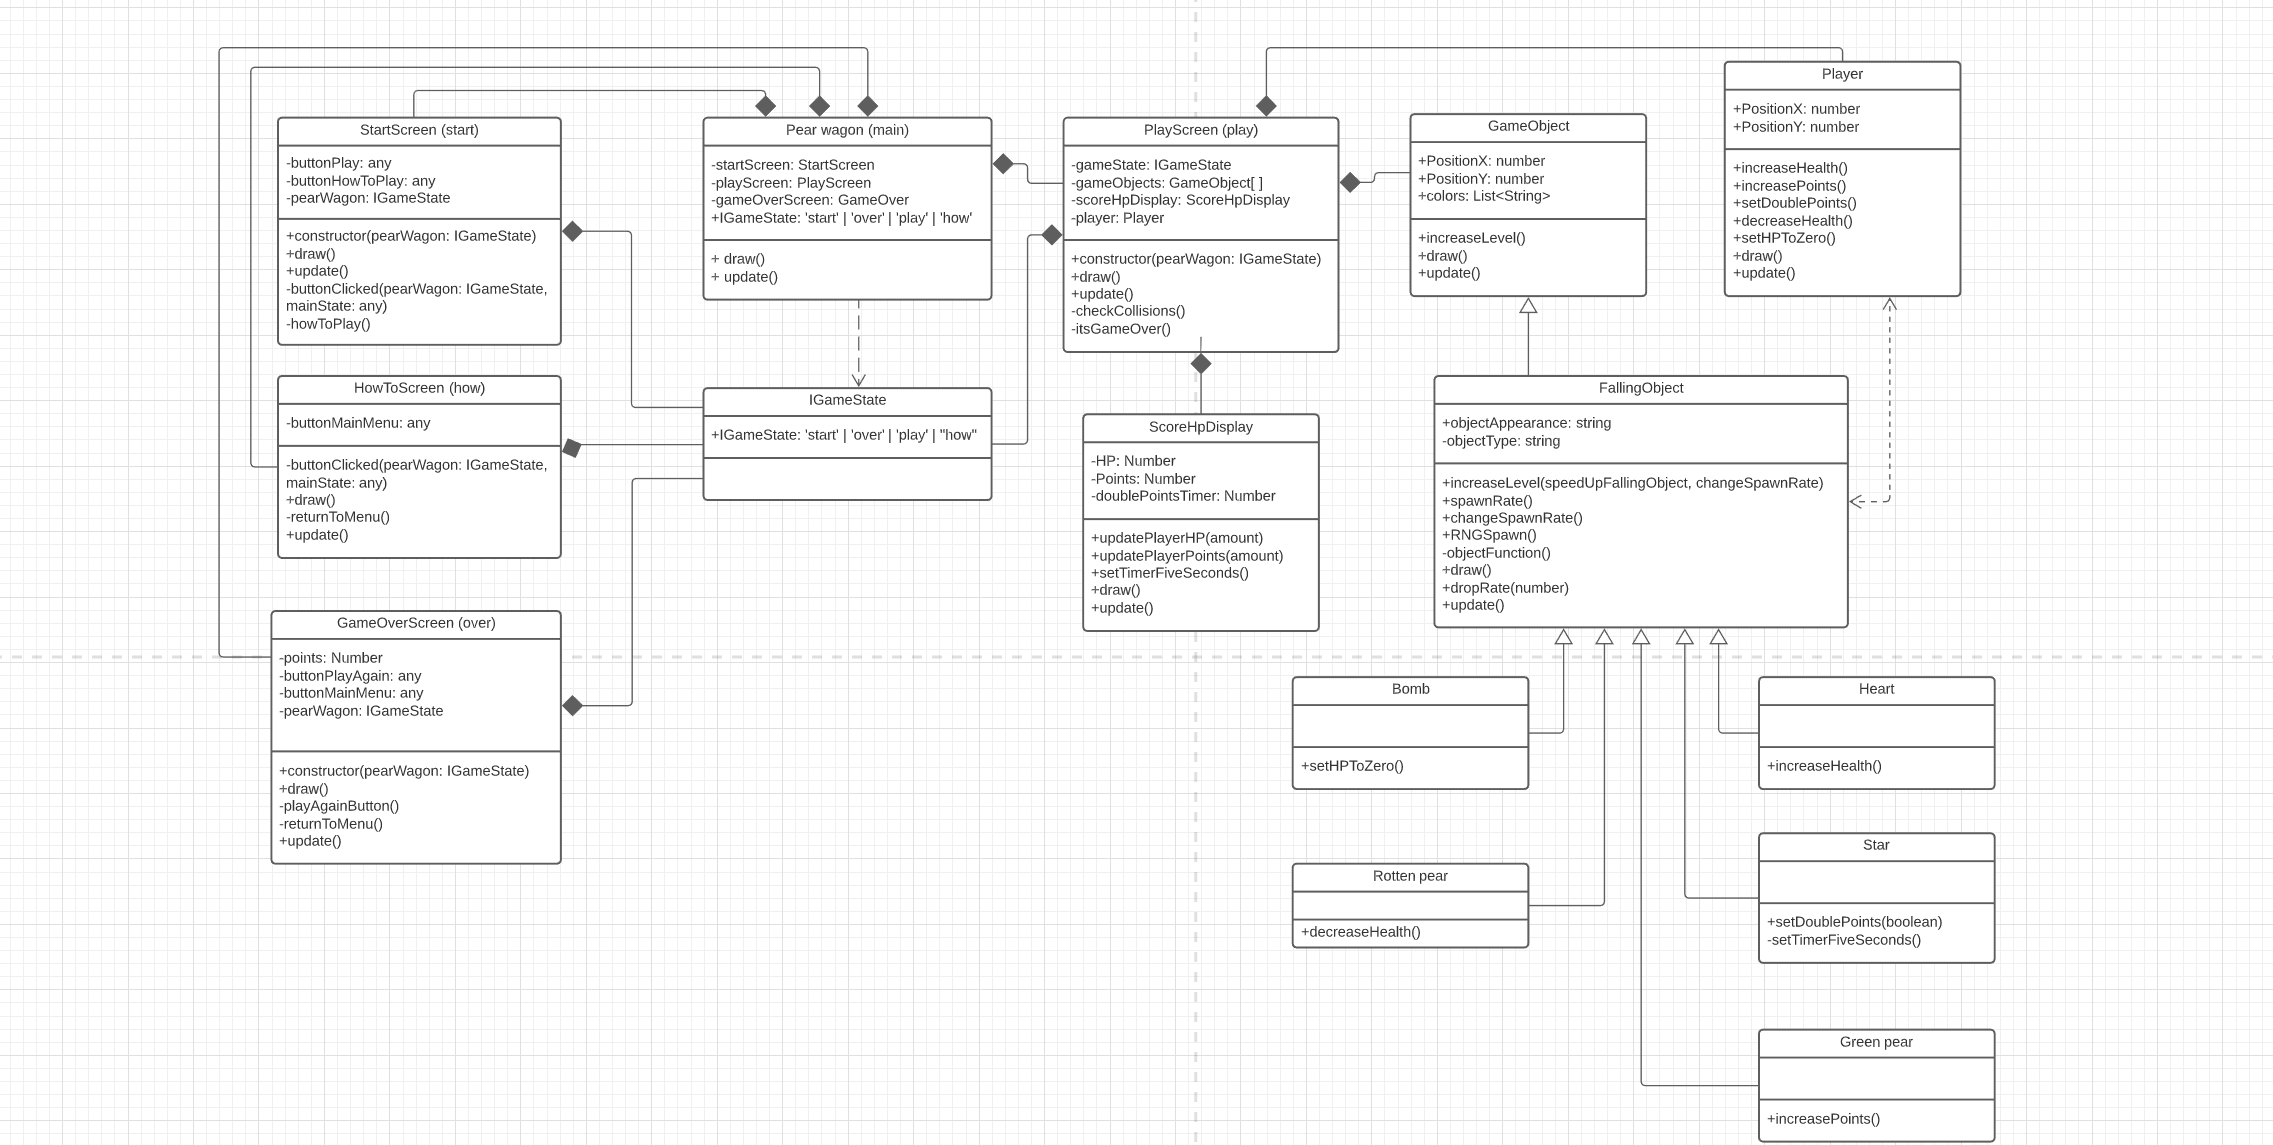 StartScreen (start)
-buttonPlay: any
-buttonHowToPlay: any
-pearWagon: IGameState
+constructor(pearWagon: IGameState)
+draw()
+update()
-buttonClicked(pearWagon: IGameState,
mainState: any)
-howToPlay()
HowToScreen (how)
-buttonMainMenu: any
-buttonClicked(pearWagon: IGameState,
mainState: any)
+draw()
-returnToMenu()
+update()
GameOverScreen (over)
-points: Number
-buttonPlayAgain: any
-buttonMainMenu: any
-pearWagon: IGameState
+constructor(pearWagon: IGameState)
+draw()
-playAgainButton()
-returnToMenu()
+update()
Pear wagon (main)
-startScreen: StartScreen
-playScreen: PlayScreen
-gameOverScreen: GameOver
+IGameState: 'start' | 'over' | 'play' | 'how'
+ draw()
+ update()
IGameState
+IGameState: 'start' | 'over' | 'play' | "how"
PlayScreen (play)
-gameState: IGameState
-gameObjects: GameObject[ ]
-scoreHpDisplay: ScoreHpDisplay
-player: Player
+constructor(pearWagon: IGameState)
+draw()
+update()
-checkCollisions()
-itsGameOver()
ScoreHpDisplay
-HP: Number
-Points: Number
-doublePointsTimer: Number
+updatePlayerHP(amount)
+updatePlayerPoints(amount)
+setTimerFiveSeconds()
+draw()
+update()
GameObject
+PositionX: number
+PositionY: number
+colors: List<String>
+increaseLevel()
+draw()
+update()
Player
+PositionX: number
+PositionY: number
+increaseHealth()
+increasePoints()
+setDoublePoints()
+decreaseHealth()
+setHPToZero()
+draw()
+update()
FallingObject
+objectAppearance: string
-objectType: string
+increaseLevel(speedUpFallingObject, changeSpawnRate)
+spawnRate()
+changeSpawnRate()
+RNGSpawn()
-objectFunction()
+draw()
+dropRate(number)
+update()
Bomb
+setHPToZero()
Heart
+increaseHealth()
Rotten pear
+decreaseHealth()
Star
+setDoublePoints(boolean)
-setTimerFiveSeconds()
Green pear
+increasePoints()